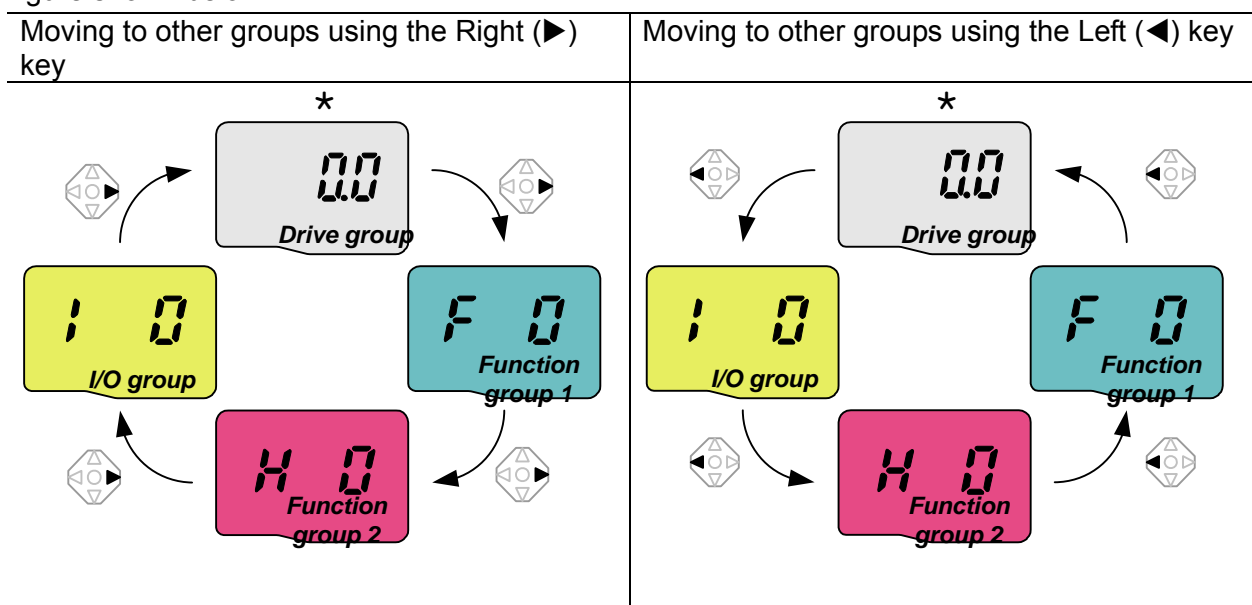 Moving to other groups using the Right (▶)
key
Moving to other groups using the Left (◀) key
*
0.0
Drive group
I 0
I/O group
F 0
Function
group 1
H 0
Function
group 2
*
0.0
Drive group
I 0
I/O group
F 0
Function
group 1
H 0
Function
group 2